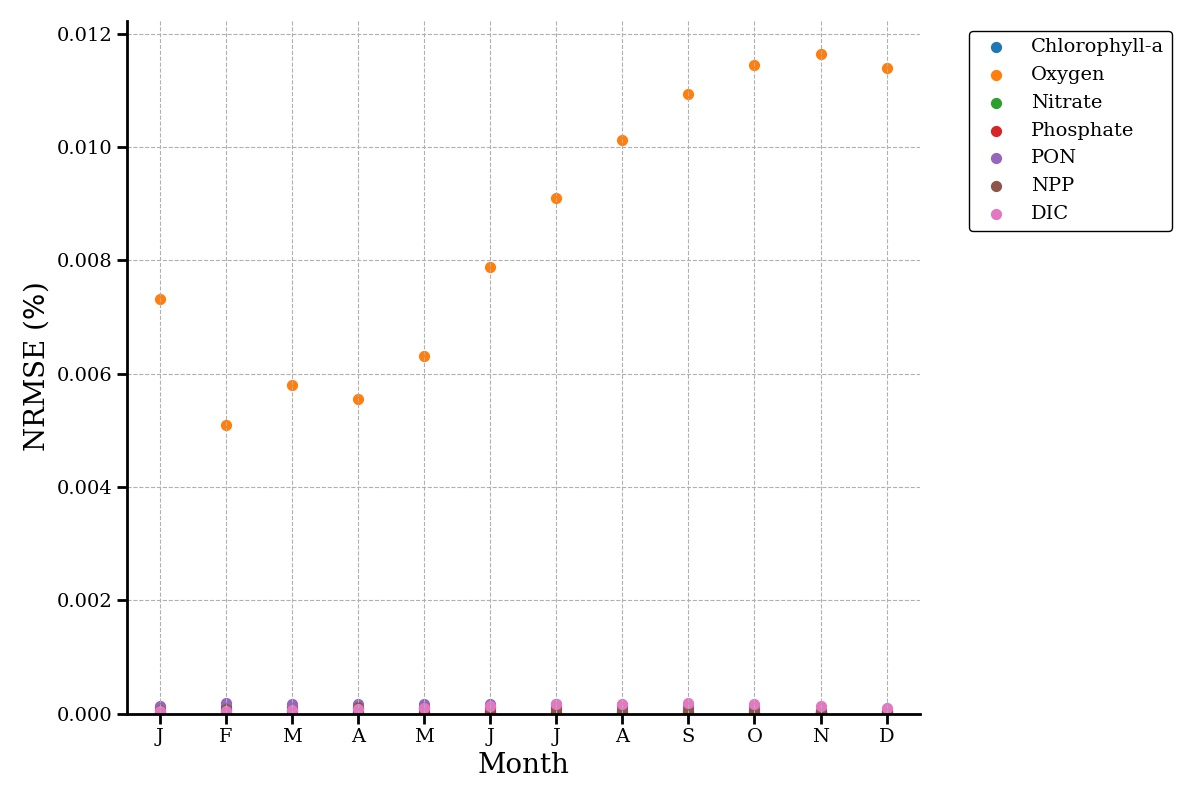 0.012
0.010
0.008
0.006
0.004
0.002
0.000
NRMSE (%)
J F M A M J J A S O N D
Month
Chlorophyll-a
Oxygen
Nitrate
Phosphate
PON
NPP
DIC